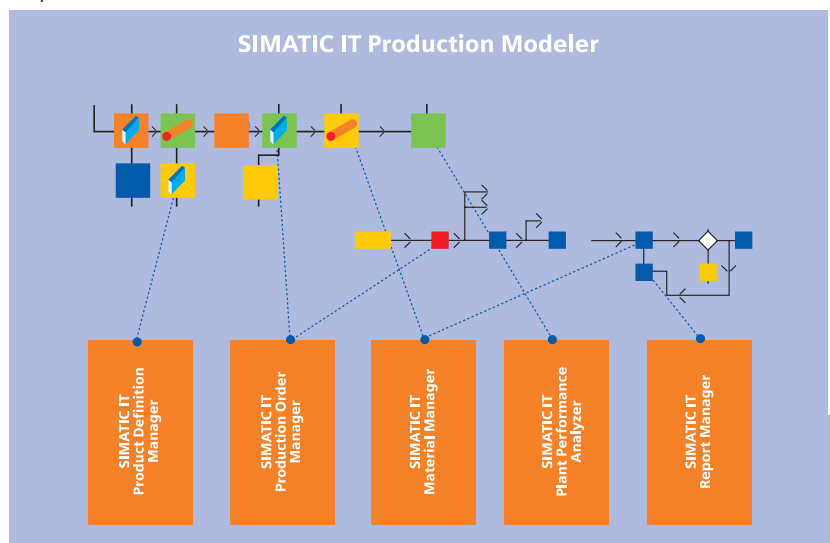 SIMATIC IT Production Modeler
SIMATIC IT
Product Definition
Manager
SIMATIC IT
Production Order
Manager
SIMATIC IT
Material Manager
SIMATIC IT
Plant Performance
Analyzer
SIMATIC IT
Report Manager